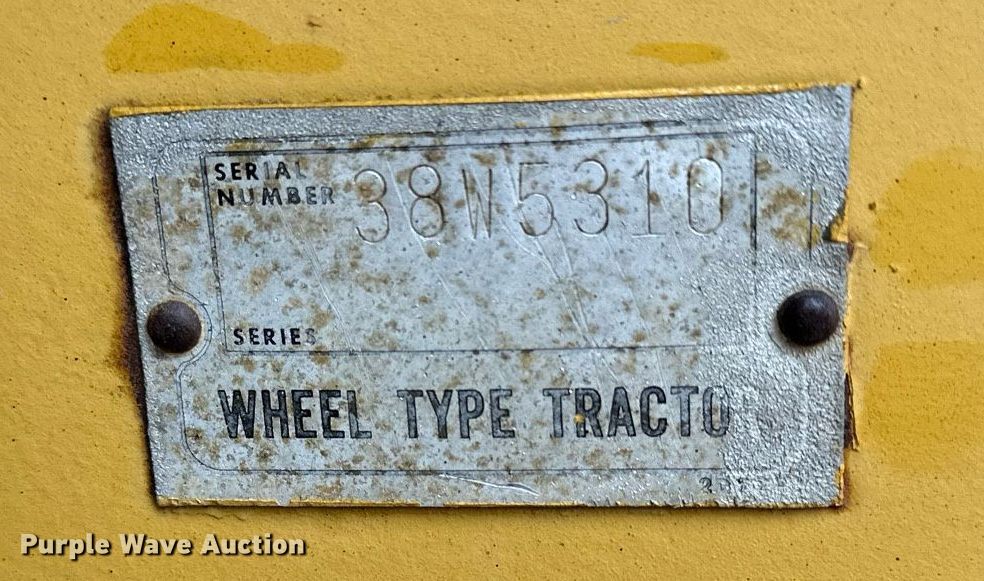 SERIAL
NUMBER 38W5310
SERIES
WHEEL TYPE TRACTO
Purple Wave Auction